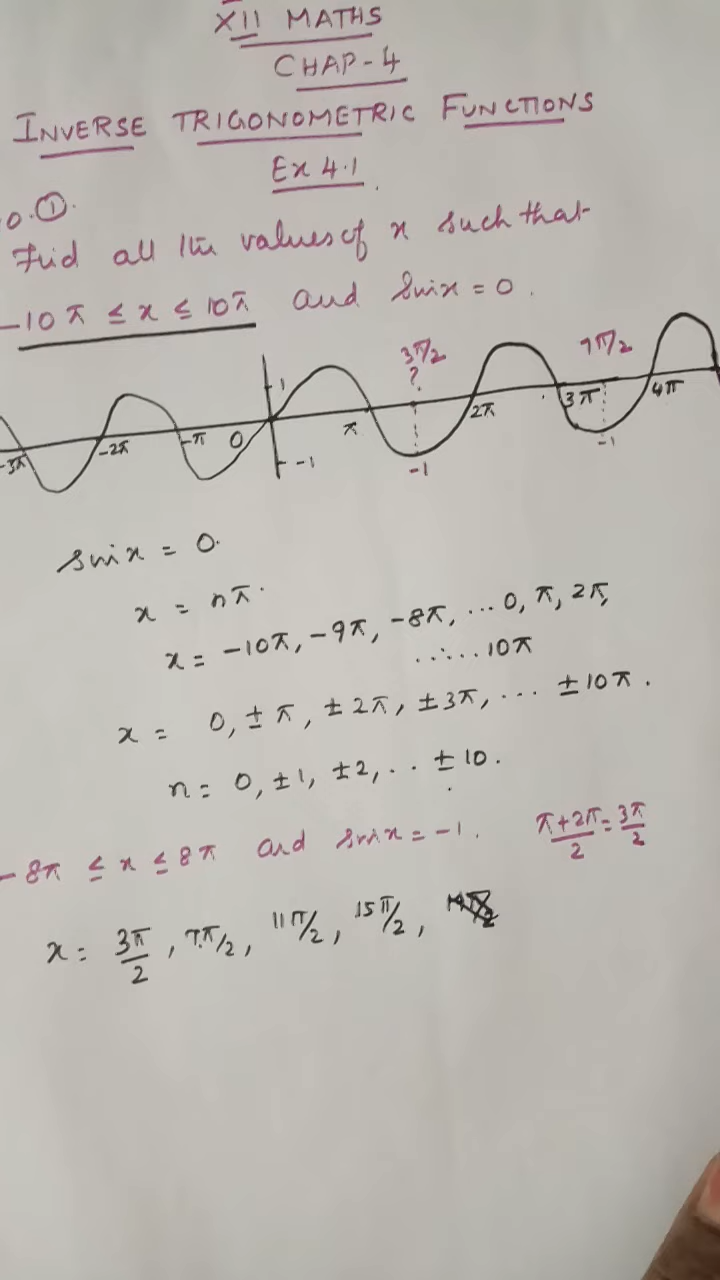 XII MATHS
CHAP-4
INVERSE TRIGONOMETRIC FUNCTIONS
Ex 4.1
o. ①.
Find all the values of x such that
-10π ≤ x ≤ 10π and sin x = 0.
3π/2 7π/2
?
1
-3π -2π -π 0 π 2π 3π 4π
-1 -1 -1
sin x = 0.
x = nπ.
x = -10π, -9π, -8π, ... 0, π, 2π,
...... 10π
x = 0, ±π, ±2π, ±3π, ... ±10π.
n = 0, ±1, ±2, .. ±10.
-8π ≤ x ≤ 8π and sin x = -1. π+2π/2 = 3π/2
x = 3π/2, 7π/2, 11π/2, 15π/2,